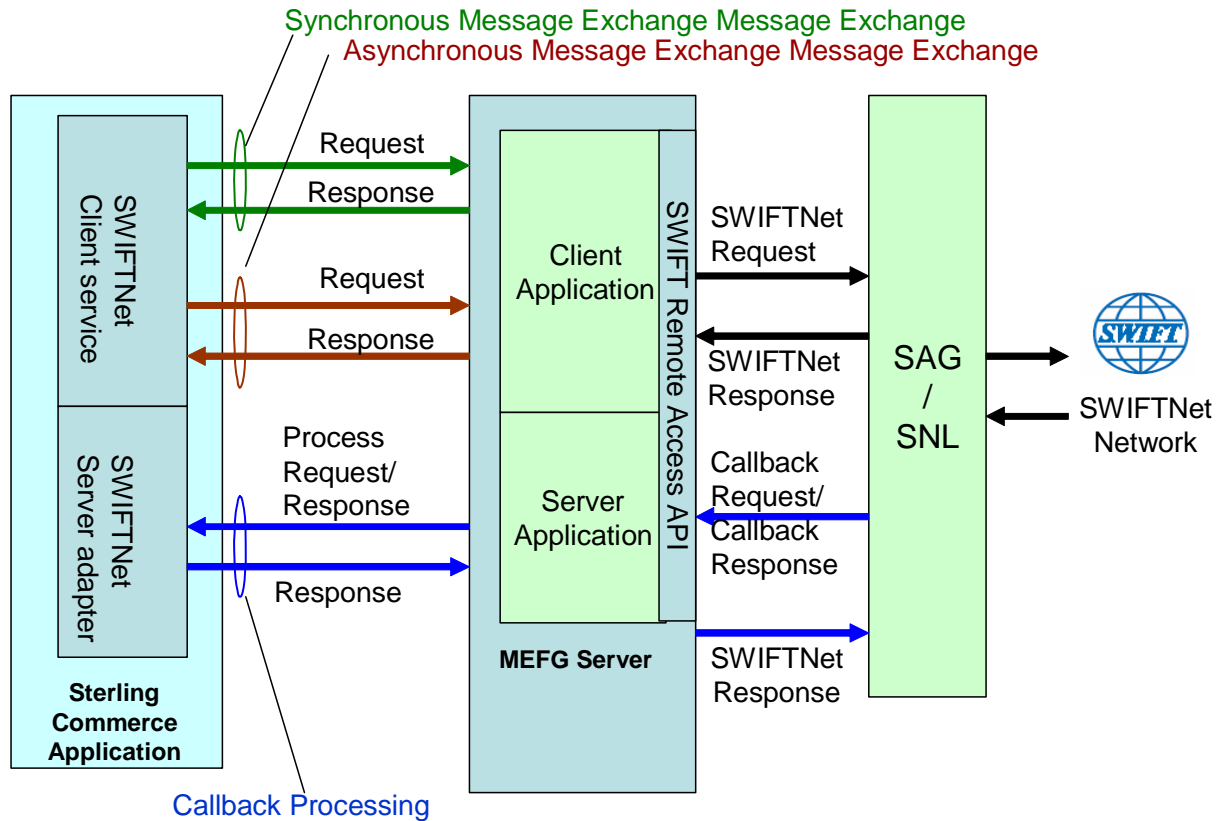 Synchronous Message Exchange Message Exchange
Asynchronous Message Exchange Message Exchange
SWIFTNet
Client service
SWIFTNet
Server adapter
Sterling
Commerce
Application
Request
Response
Request
Response
Process
Request/
Response
Response
Callback Processing
Client
Application
Server
Application
SWIFT Remote Access API
MEFG Server
SWIFTNet
Request
SWIFTNet
Response
Callback
Request/
Callback
Response
SWIFTNet
Response
SAG
/
SNL
SWIFT
SWIFTNet
Network